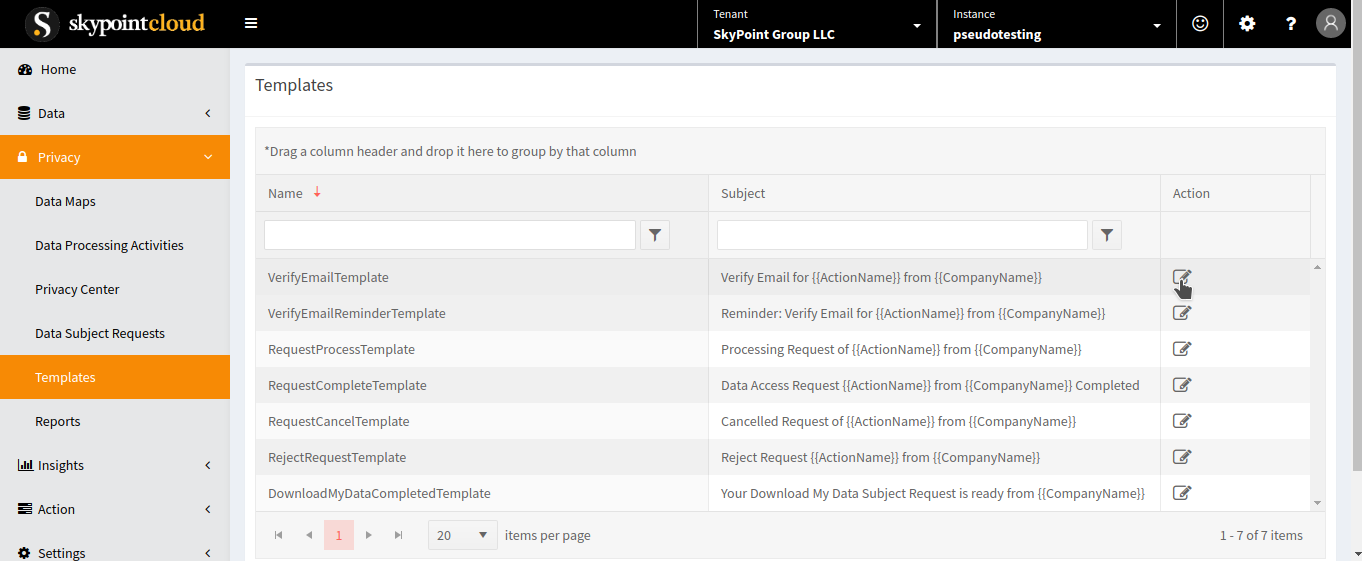 skypointcloud
Tenant
SkyPoint Group LLC
Instance
pseudotesting
?
Home
Data
Privacy
Data Maps
Data Processing Activities
Privacy Center
Data Subject Requests
Templates
Reports
Insights
Action
Settings
Templates
*Drag a column header and drop it here to group by that column
Name Subject Action
VerifyEmailTemplate Verify Email for {{ActionName}} from {{CompanyName}}
VerifyEmailReminderTemplate Reminder: Verify Email for {{ActionName}} from {{CompanyName}}
RequestProcessTemplate Processing Request of {{ActionName}} from {{CompanyName}}
RequestCompleteTemplate Data Access Request {{ActionName}} from {{CompanyName}} Completed
RequestCancelTemplate Cancelled Request of {{ActionName}} from {{CompanyName}}
RejectRequestTemplate Reject Request {{ActionName}} from {{CompanyName}}
DownloadMyDataCompletedTemplate Your Download My Data Subject Request is ready from {{CompanyName}}
1 20 items per page 1 - 7 of 7 items